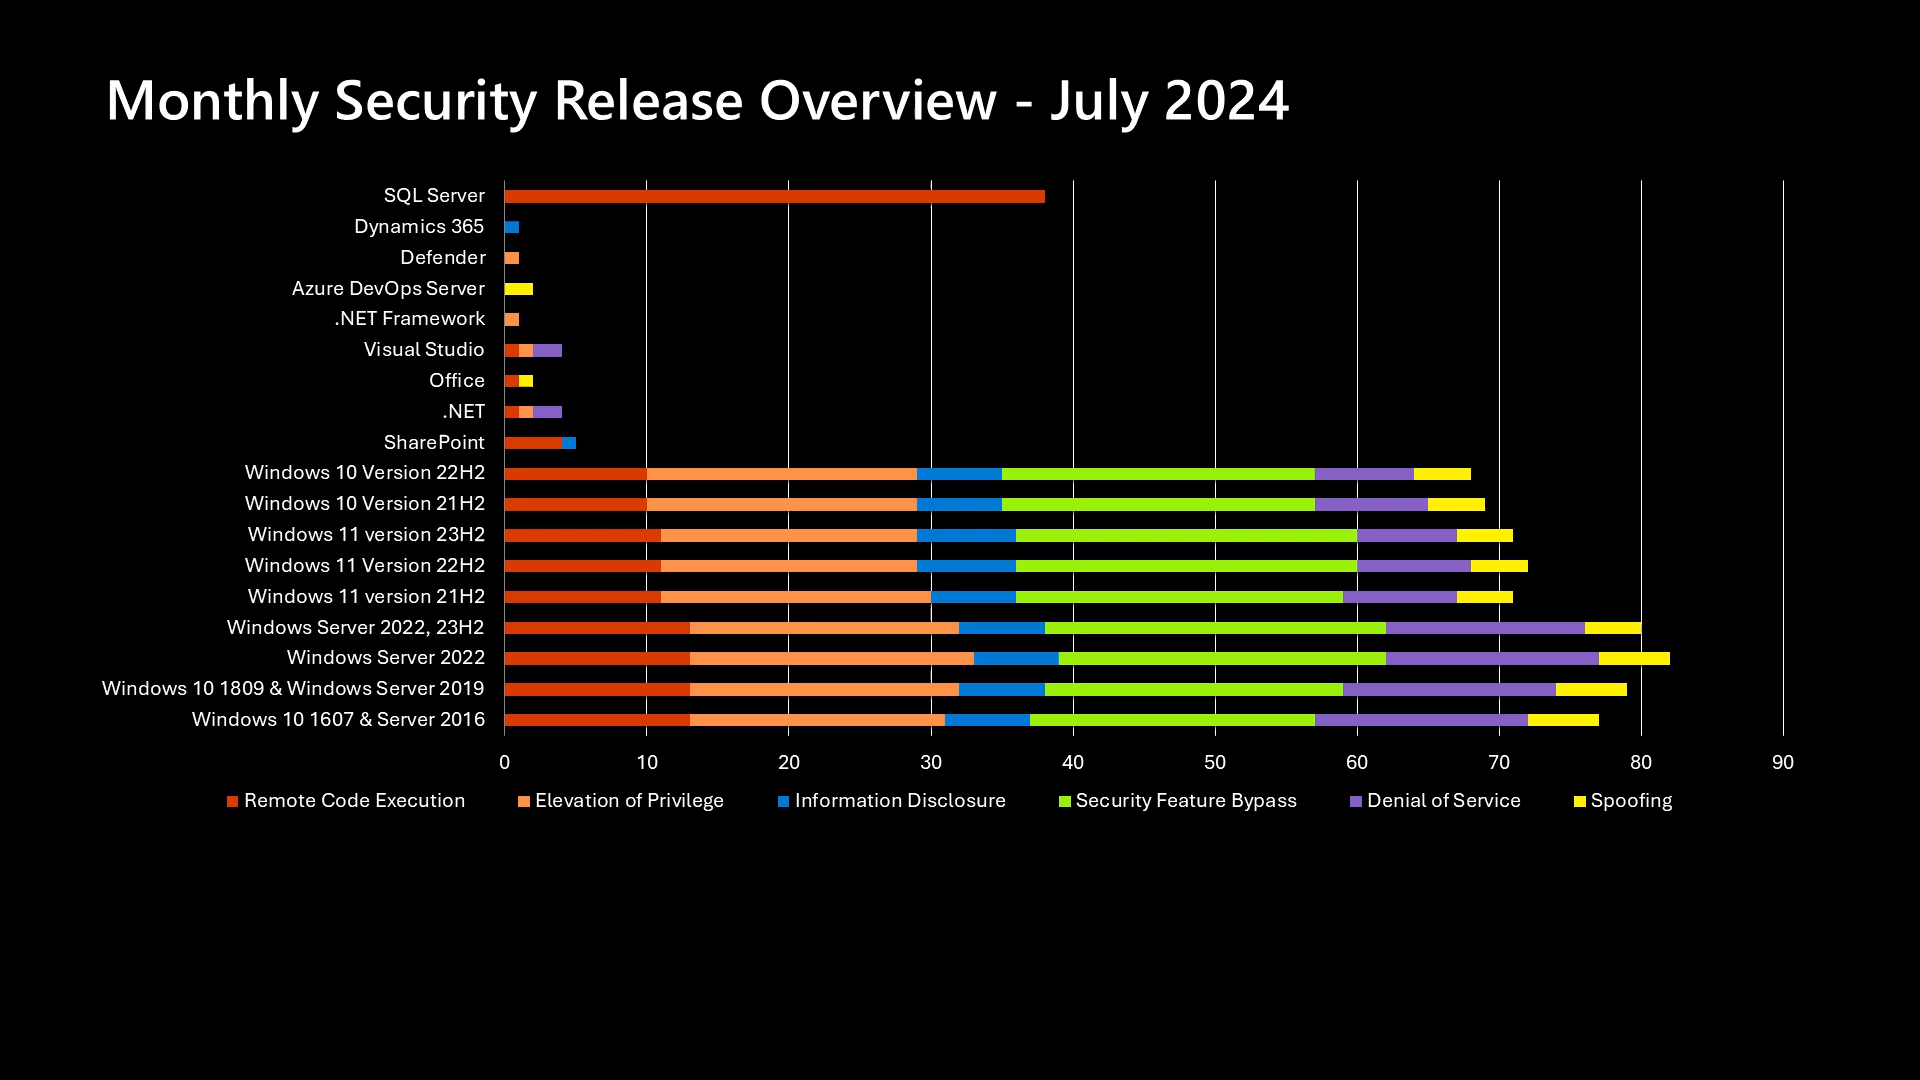 Monthly Security Release Overview - July 2024
SQL Server
Dynamics 365
Defender
Azure DevOps Server
.NET Framework
Visual Studio
Office
.NET
SharePoint
Windows 10 Version 22H2
Windows 10 Version 21H2
Windows 11 version 23H2
Windows 11 Version 22H2
Windows 11 version 21H2
Windows Server 2022, 23H2
Windows Server 2022
Windows 10 1809 & Windows Server 2019
Windows 10 1607 & Server 2016
0 10 20 30 40 50 60 70 80 90
Remote Code Execution Elevation of Privilege Information Disclosure Security Feature Bypass Denial of Service Spoofing